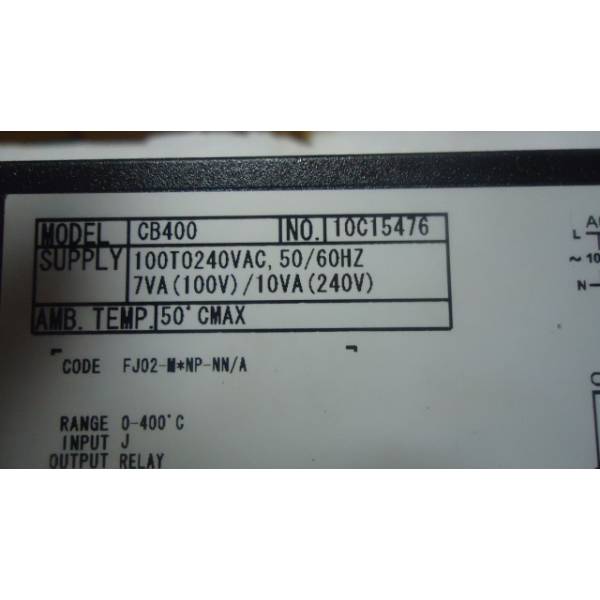 MODEL CB400 NO. 10C15476
SUPPLY 100TO240VAC, 50/60HZ
7VA(100V)/10VA(240V)
AMB. TEMP. 50°CMAX
CODE FJ02-M*NP-NN/A
RANGE 0-400°C
INPUT J
OUTPUT RELAY
L
~ 10
N